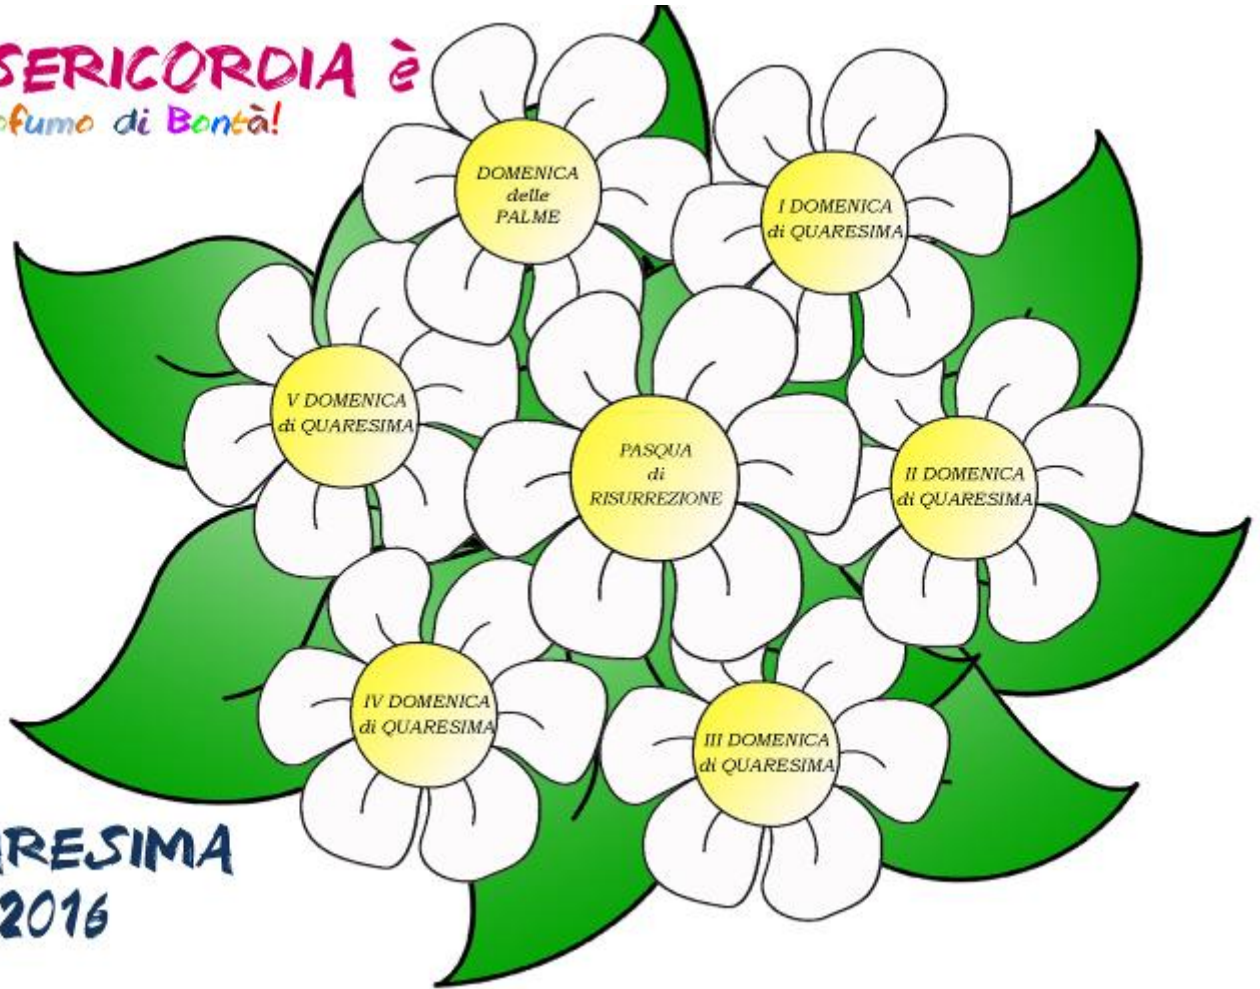 SERICORDIA è
ofumo di Bontà!
DOMENICA
delle
PALME
I DOMENICA
di QUARESIMA
V DOMENICA
di QUARESIMA
PASQUA
di
RISURREZIONE
II DOMENICA
di QUARESIMA
IV DOMENICA
di QUARESIMA
III DOMENICA
di QUARESIMA
RESIMA
2016